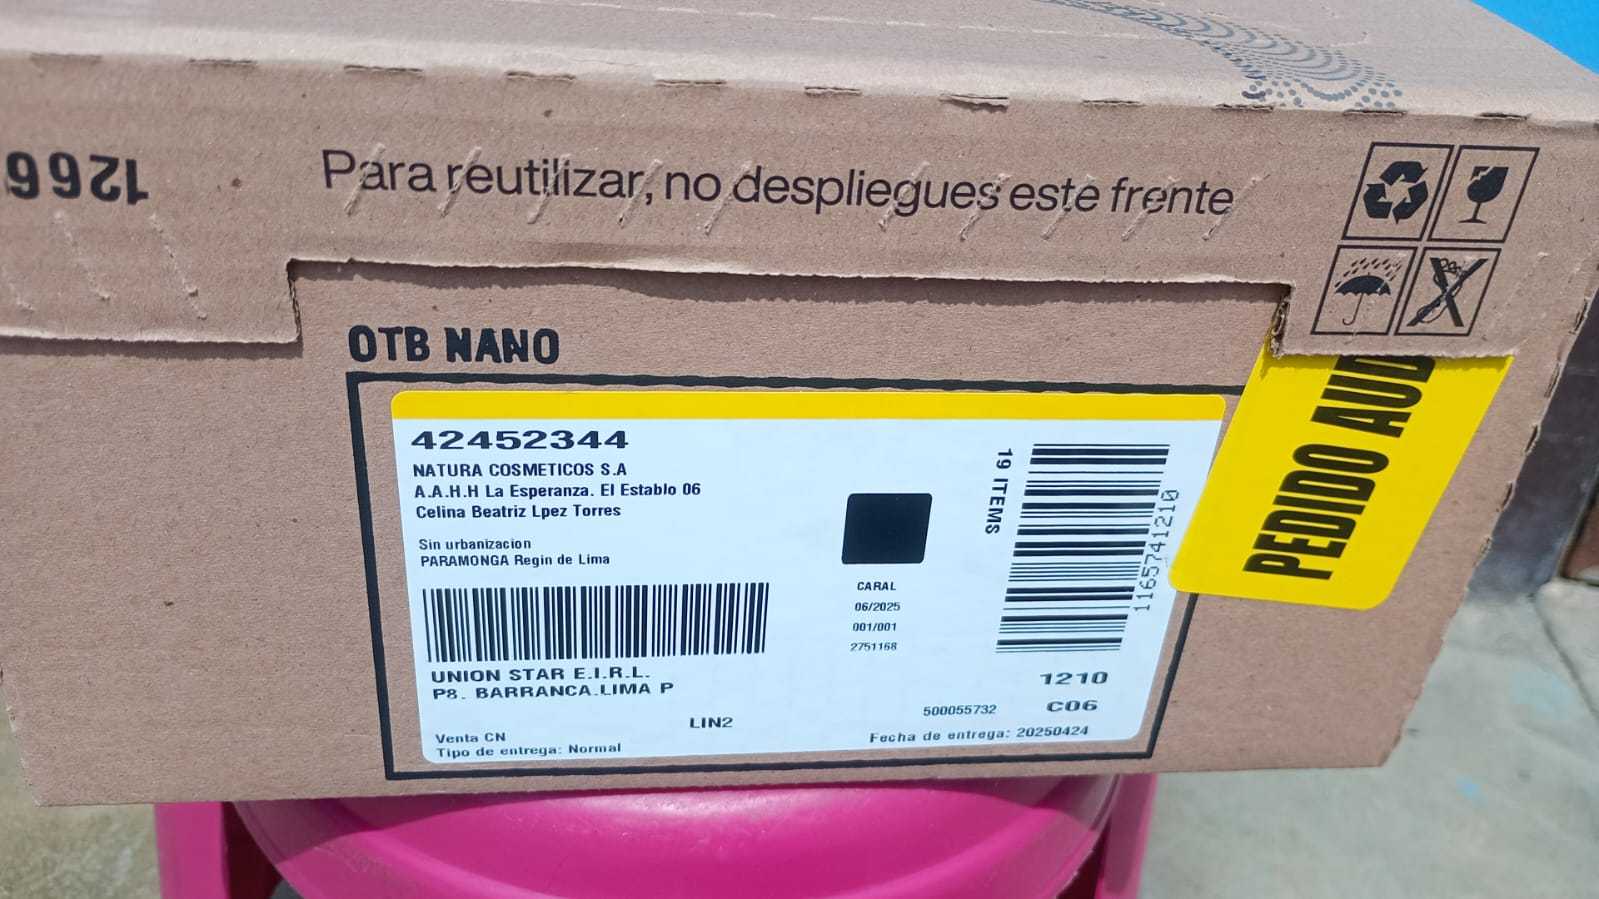 1266
Para reutilizar, no despliegues este frente
OTB NANO
PEDIDO AUD
42452344
NATURA COSMETICOS S.A
A.A.H.H La Esperanza. El Establo 06
Celina Beatriz Lpez Torres
Sin urbanizacion
PARAMONGA Regin de Lima
19 ITEMS
1165741210
CARAL
06/2025
001/001
2751168
UNION STAR E.I.R.L.
P8. BARRANCA.LIMA P
1210
LIN2
500055732
C06
Venta CN
Tipo de entrega: Normal
Fecha de entrega: 20250424